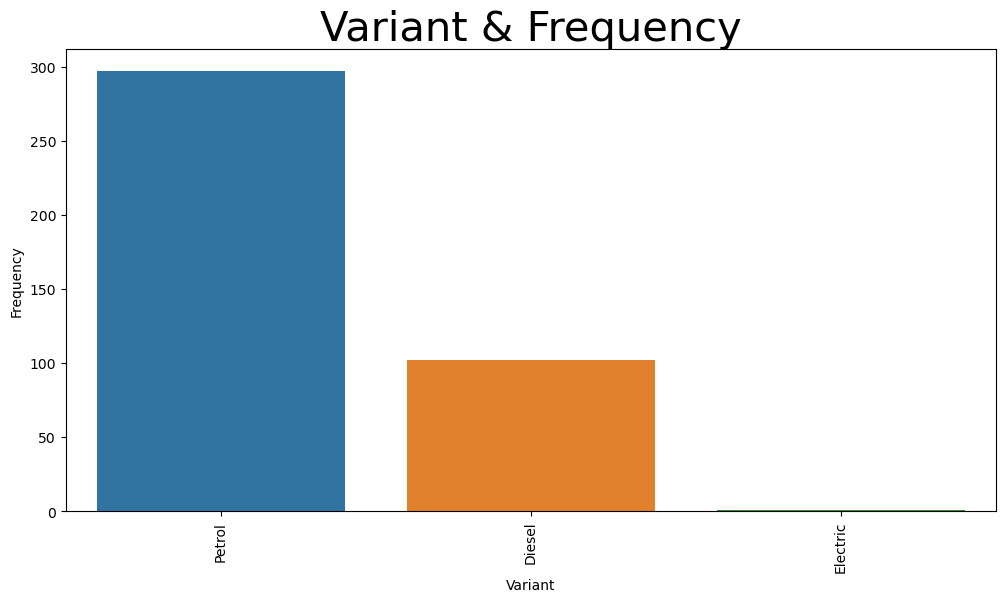 Variant & Frequency
300
250
200
150
100
50
0
Frequency
Petrol
Diesel
Electric
Variant